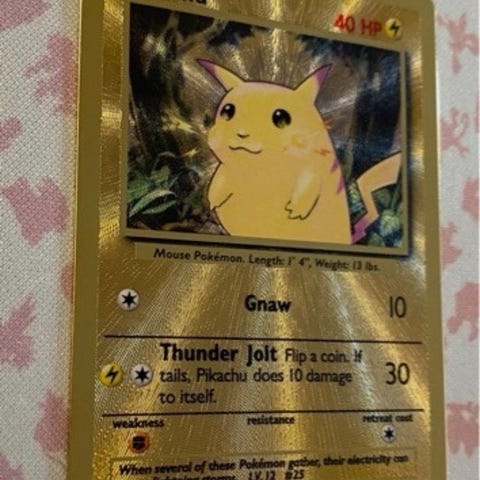 40 HP
Mouse Pokémon. Length: 1' 4", Weight: 13 lbs.
Gnaw 10
Thunder Jolt Flip a coin. If
tails, Pikachu does 10 damage 30
to itself.
weakness resistance retreat cost
When several of these Pokémon gather, their electricity can
lightning storms. LV. 12 #25